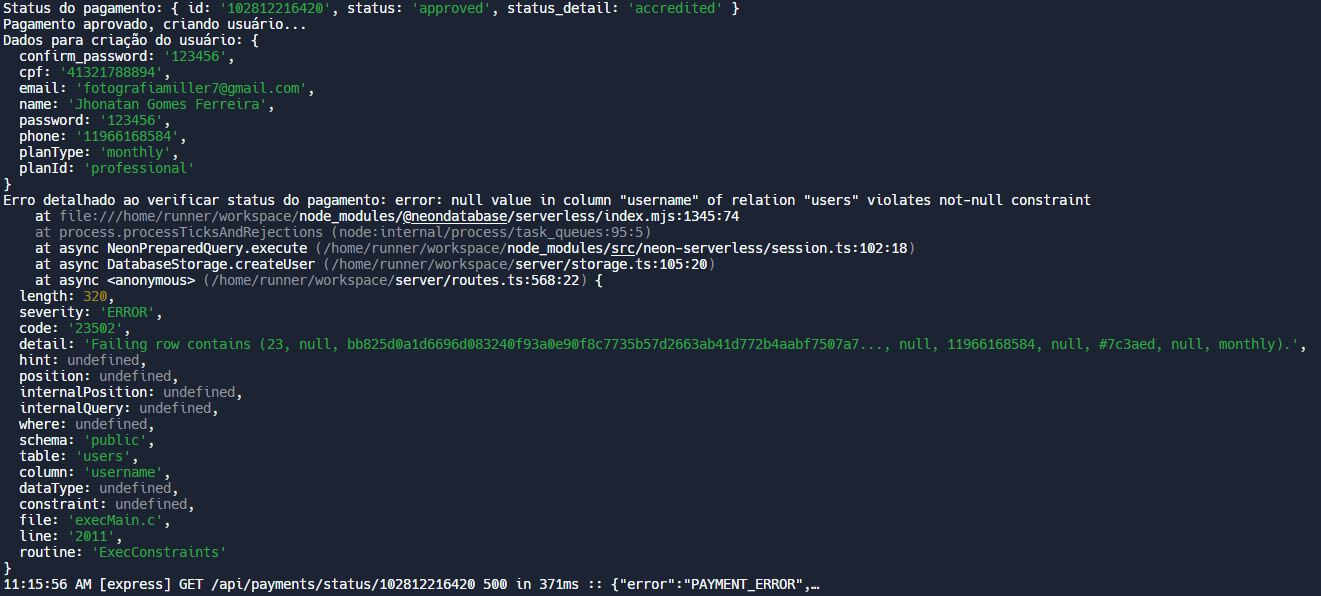 Status do pagamento: { id: '102812216420', status: 'approved', status_detail: 'accredited' }
Pagamento aprovado, criando usuário...
Dados para criação do usuário: {
  confirm_password: '123456',
  cpf: '41321788894',
  email: 'fotografiamiller7@gmail.com',
  name: 'Jhonatan Gomes Ferreira',
  password: '123456',
  phone: '11966168584',
  planType: 'monthly',
  planId: 'professional'
}
Erro detalhado ao verificar status do pagamento: error: null value in column "username" of relation "users" violates not-null constraint
    at file:///home/runner/workspace/node_modules/@neondatabase/serverless/index.mjs:1345:74
    at process.processTicksAndRejections (node:internal/process/task_queues:95:5)
    at async NeonPreparedQuery.execute (/home/runner/workspace/node_modules/src/neon-serverless/session.ts:102:18)
    at async DatabaseStorage.createUser (/home/runner/workspace/server/storage.ts:105:20)
    at async <anonymous> (/home/runner/workspace/server/routes.ts:568:22) {
  length: 320,
  severity: 'ERROR',
  code: '23502',
  detail: 'Failing row contains (23, null, bb825d0a1d6696d083240f93a0e90f8c7735b57d2663ab41d772b4aabf7507a7..., null, 11966168584, null, #7c3aed, null, monthly).',
  hint: undefined,
  position: undefined,
  internalPosition: undefined,
  internalQuery: undefined,
  where: undefined,
  schema: 'public',
  table: 'users',
  column: 'username',
  dataType: undefined,
  constraint: undefined,
  file: 'execMain.c',
  line: '2011',
  routine: 'ExecConstraints'
}
11:15:56 AM [express] GET /api/payments/status/102812216420 500 in 371ms :: {"error":"PAYMENT_ERROR",…